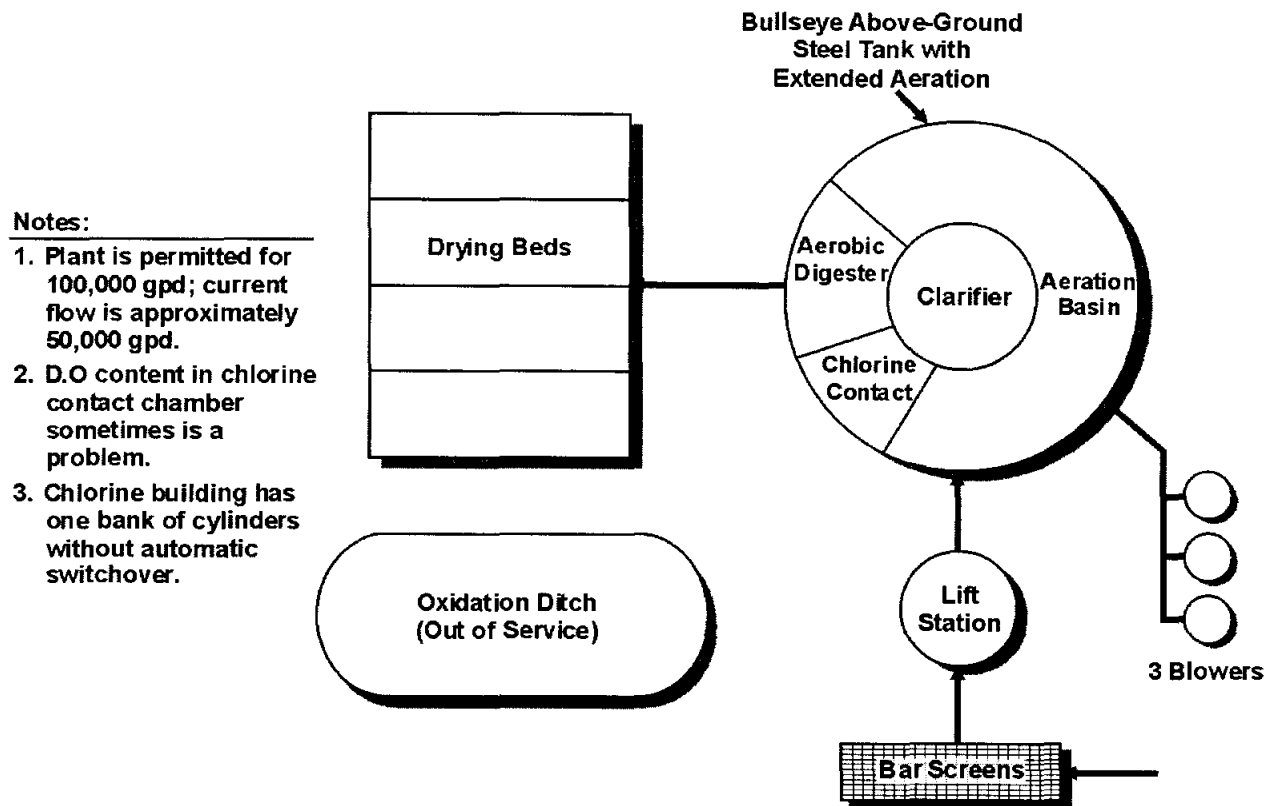 Bullseye Above-Ground
Steel Tank with
Extended Aeration
Notes:
1. Plant is permitted for
100,000 gpd; current
flow is approximately
50,000 gpd.
2. D.O content in chlorine
contact chamber
sometimes is a
problem.
3. Chlorine building has
one bank of cylinders
without automatic
switchover.
Drying Beds
Aerobic
Digester
Clarifier
Aeration
Basin
Chlorine
Contact
Oxidation Ditch
(Out of Service)
Lift
Station
3 Blowers
Bar Screens